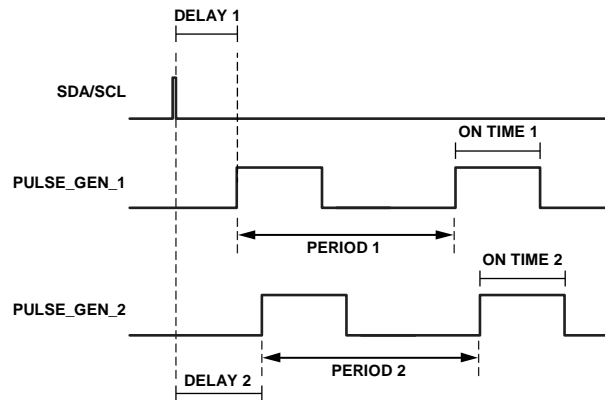 DELAY 1
SDA/SCL
ON TIME 1
PULSE_GEN_1
PERIOD 1
ON TIME 2
PULSE_GEN_2
PERIOD 2
DELAY 2